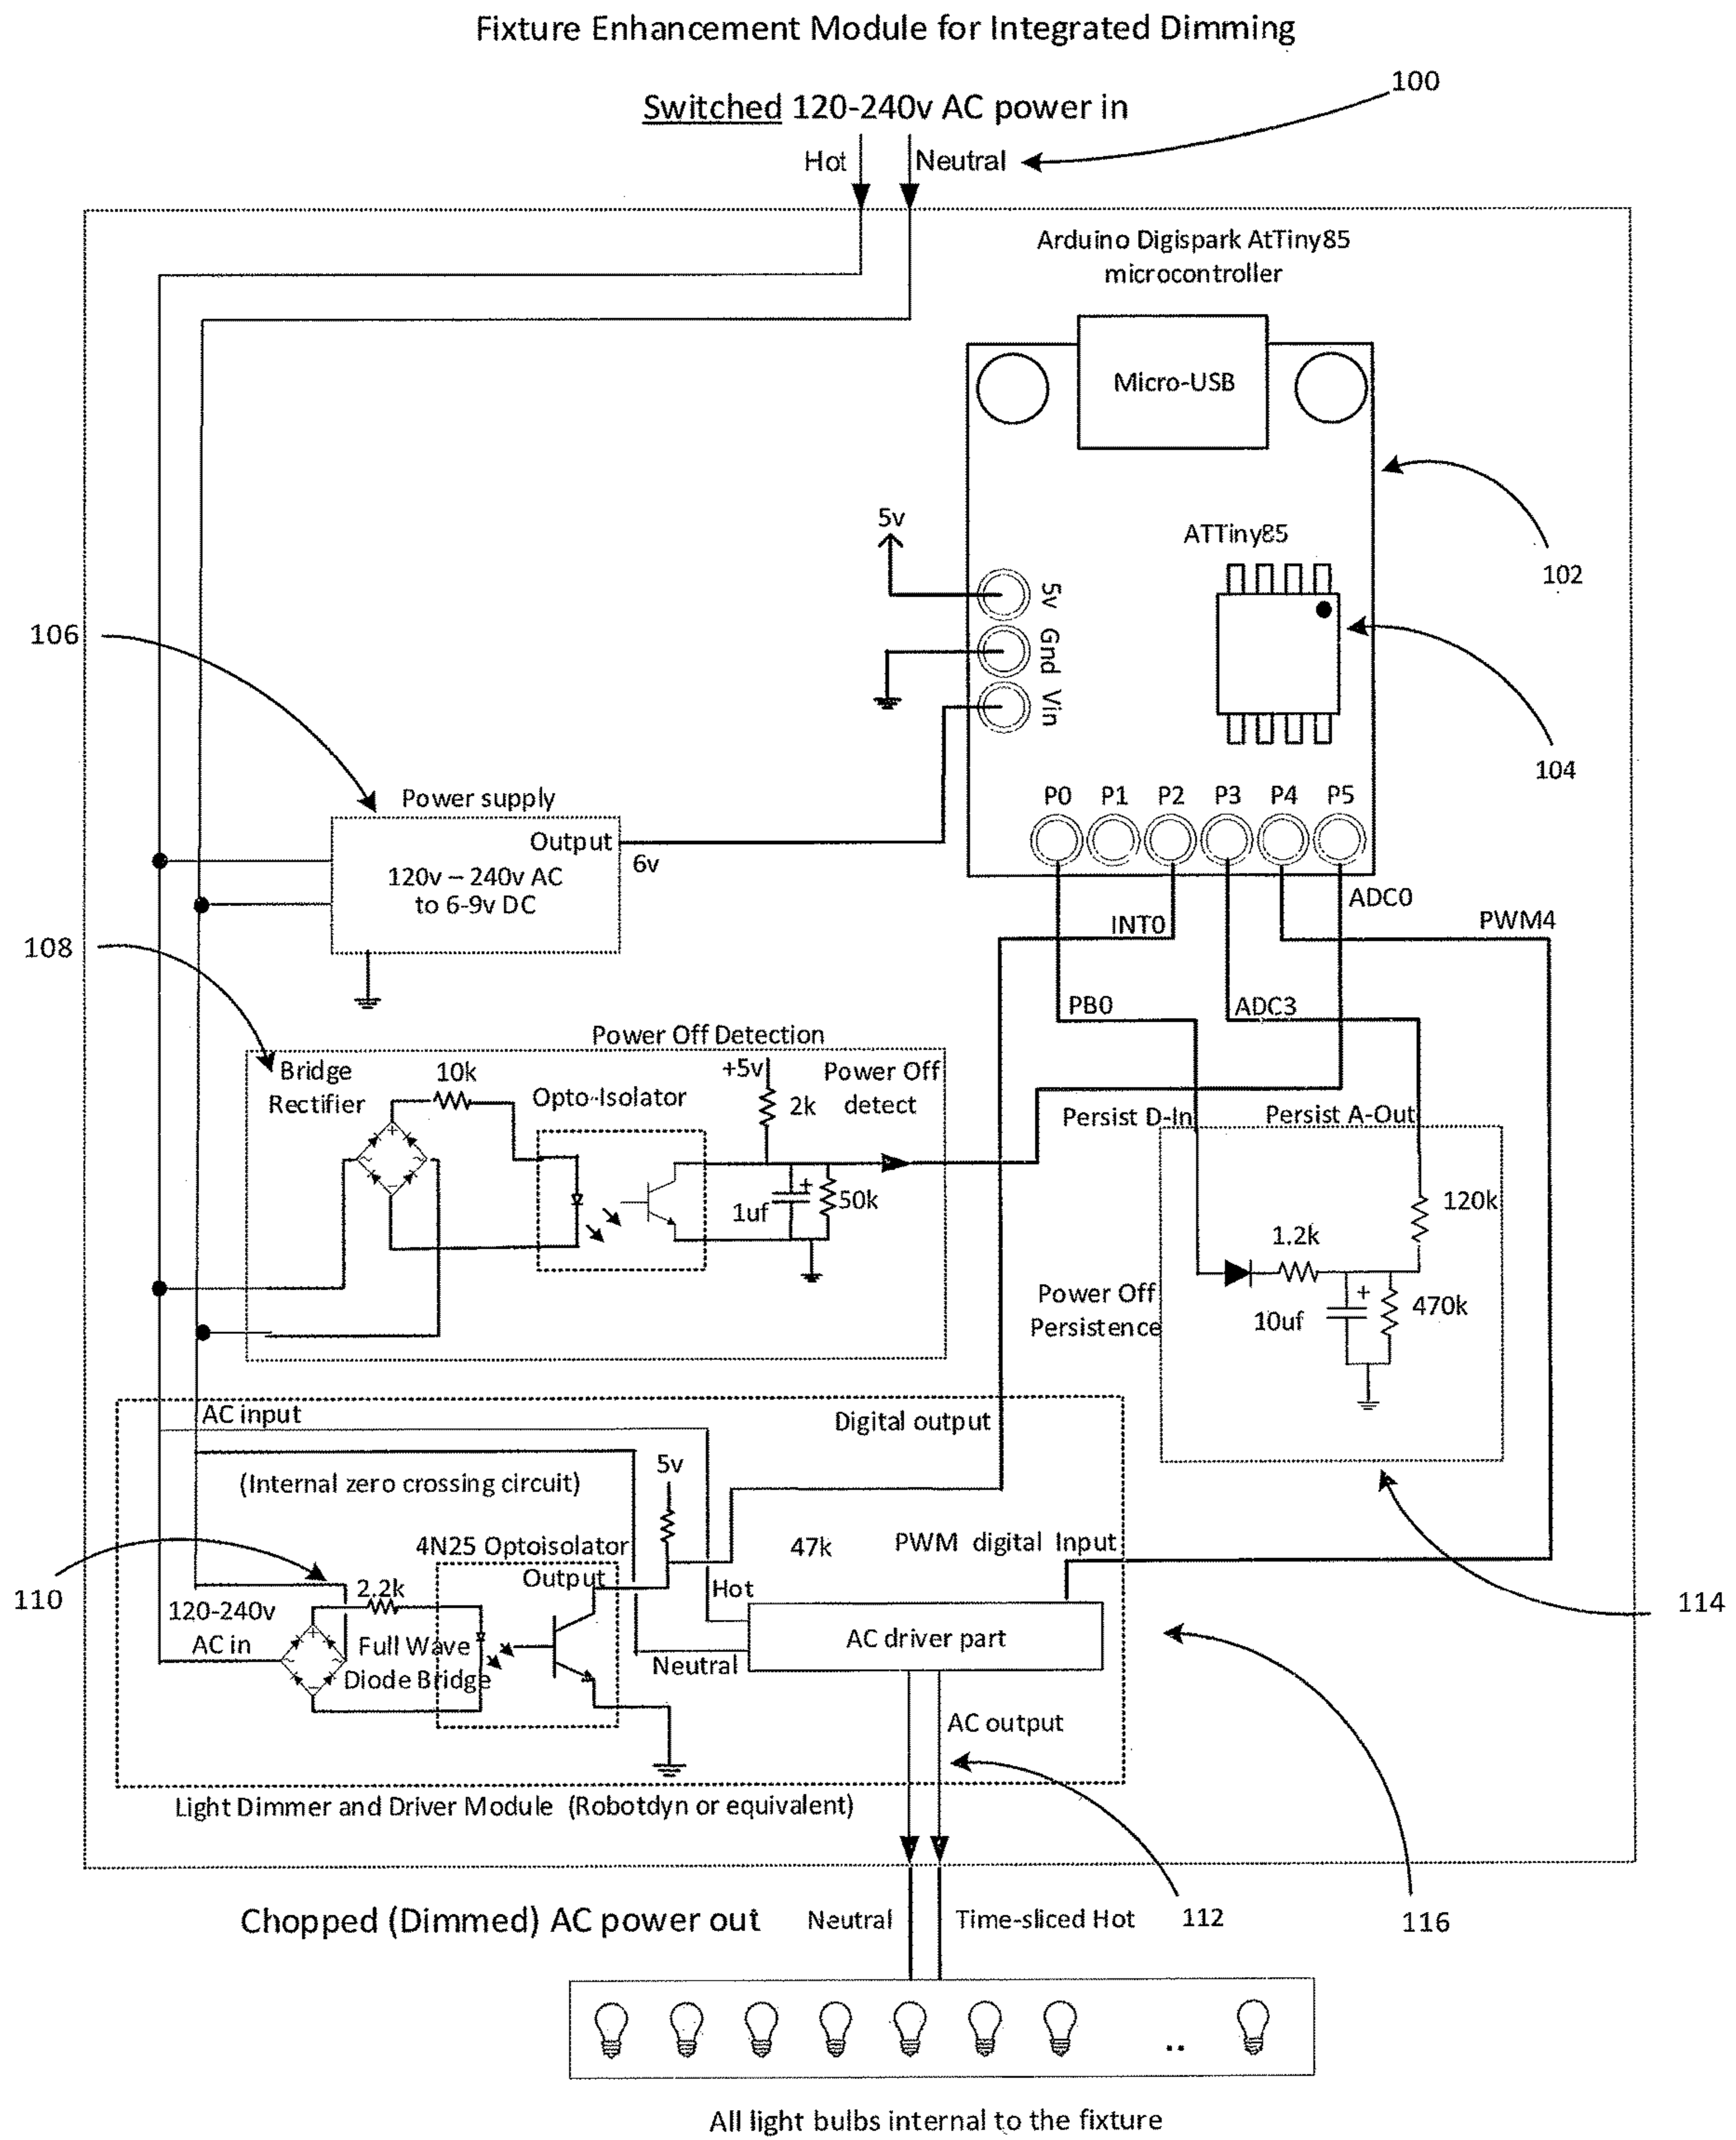 Fixture Enhancement Module for Integrated Dimming
100
Switched 120-240v AC power in
Hot
Neutral
Arduino Digispark AtTiny85
microcontroller
Micro-USB
5v
ATTiny85
102
5v
Gnd
Vin
106
104
Power supply
P0 P1 P2 P3 P4 P5
Output
6v
120v – 240v AC
to 6-9v DC
ADC0
INT0
PWM4
108
PB0
ADC3
Power Off Detection
Bridge
Rectifier
10k
Opto-Isolator
+5v
2k
Power Off
detect
Persist D-In
Persist A-Out
1uf
+
50k
120k
1.2k
Power Off
Persistence
10uf
+
470k
AC input
Digital output
5v
(Internal zero crossing circuit)
4N25 Optoisolator
Output
47k
PWM digital Input
110
2.2k
Hot
120-240v
AC in
Full Wave
Diode Bridge
Neutral
AC driver part
114
AC output
Light Dimmer and Driver Module (Robotdyn or equivalent)
Chopped (Dimmed) AC power out
Neutral
Time-sliced Hot
112
116
..
All light bulbs internal to the fixture